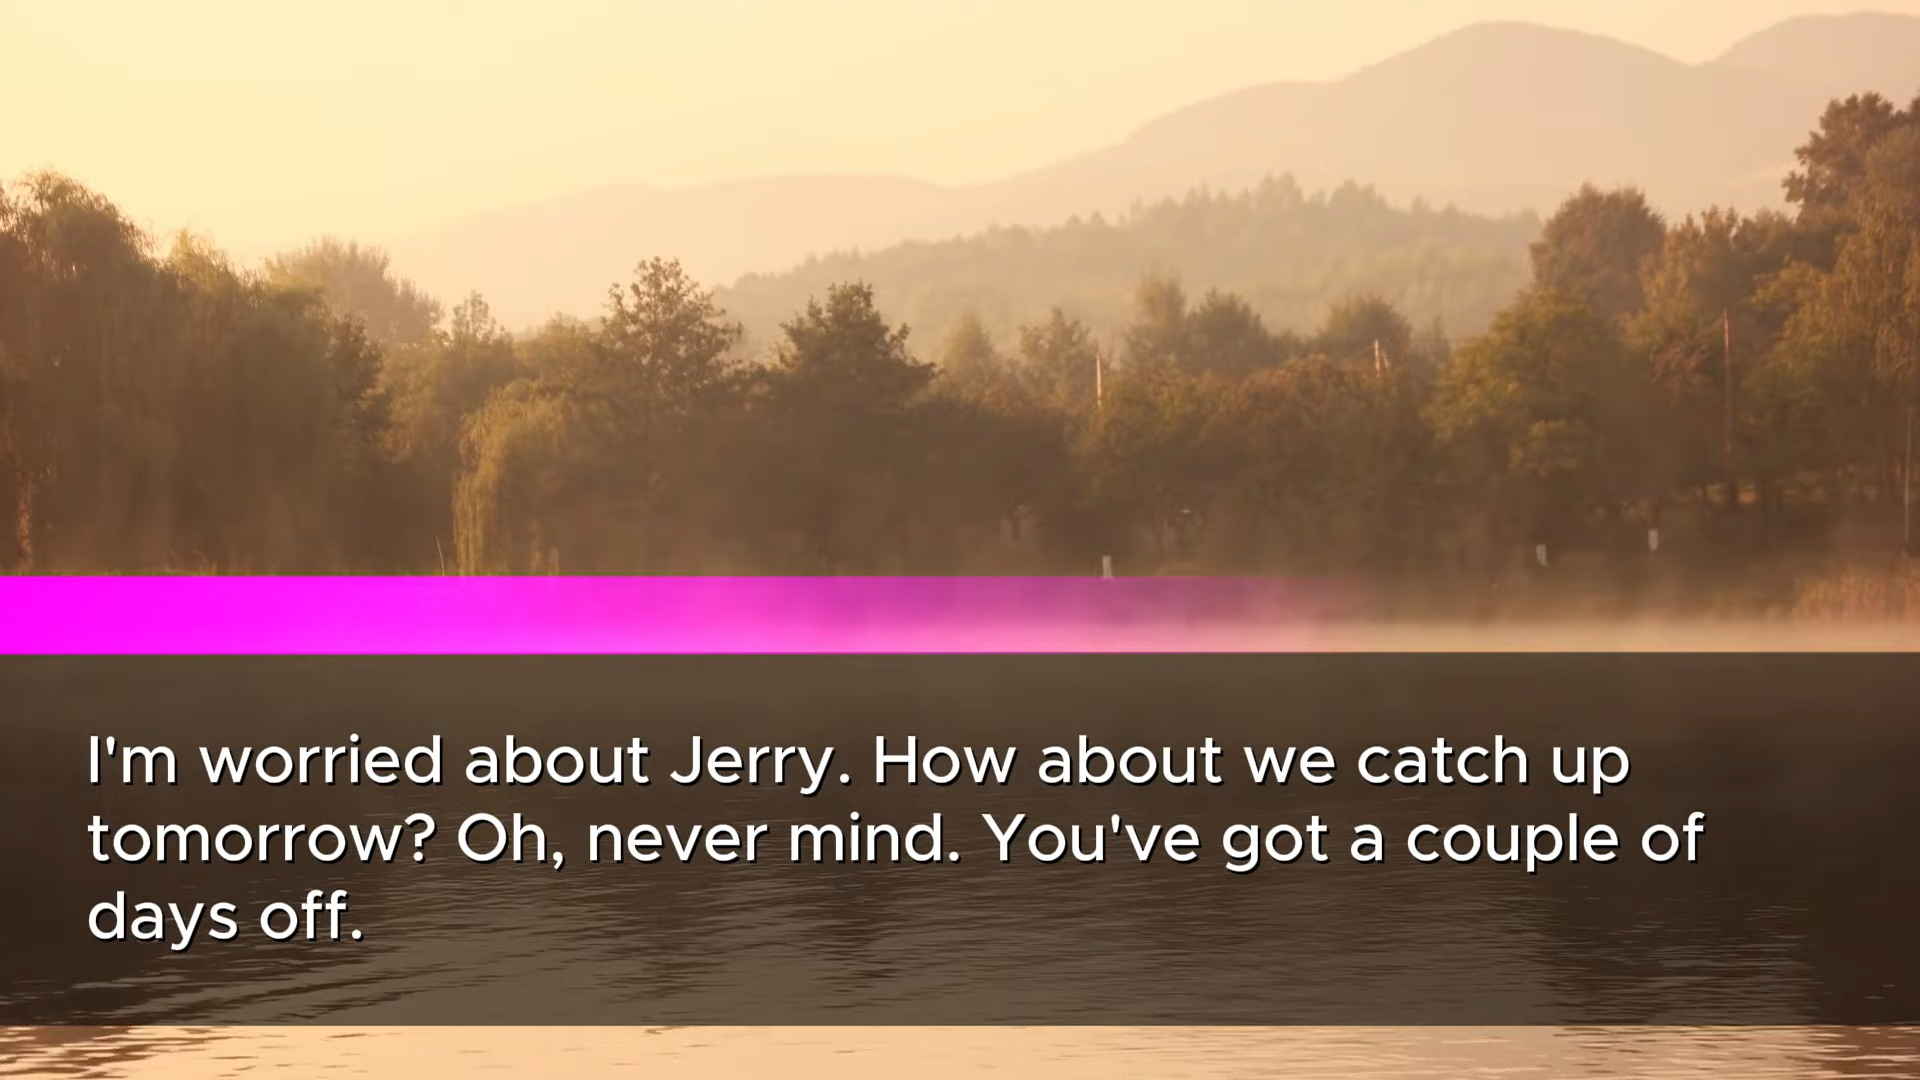 I'm worried about Jerry. How about we catch up
tomorrow? Oh, never mind. You've got a couple of
days off.